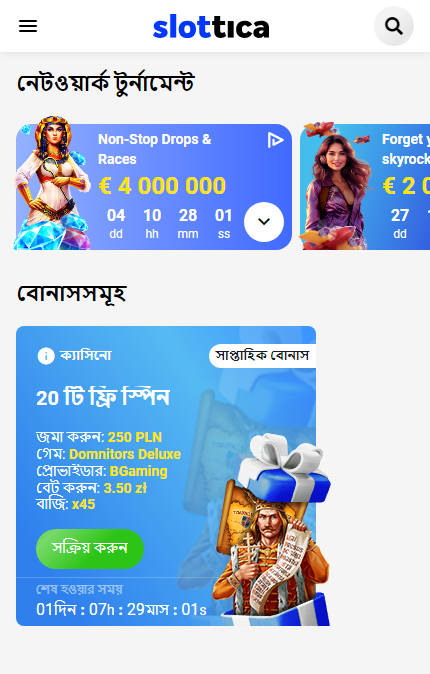 slottica
নেটওয়ার্ক টুর্নামেন্ট
Non-Stop Drops &
Races
€ 4 000 000
04 10 28 01
dd hh mm ss
Forget y
skyrock
€ 2 0
27
dd
বোনাসসমূহ
ক্যাসিনো
সাপ্তাহিক বোনাস
20 টি ফ্রি স্পিন
জমা করুন: 250 PLN
গেম: Domnitors Deluxe
প্রোভাইডার: BGaming
বেট করুন: 3.50 zł
বাজি: x45
সক্রিয় করুন
শেষ হওয়ার সময়
01দিন : 07h : 29মাস : 01s